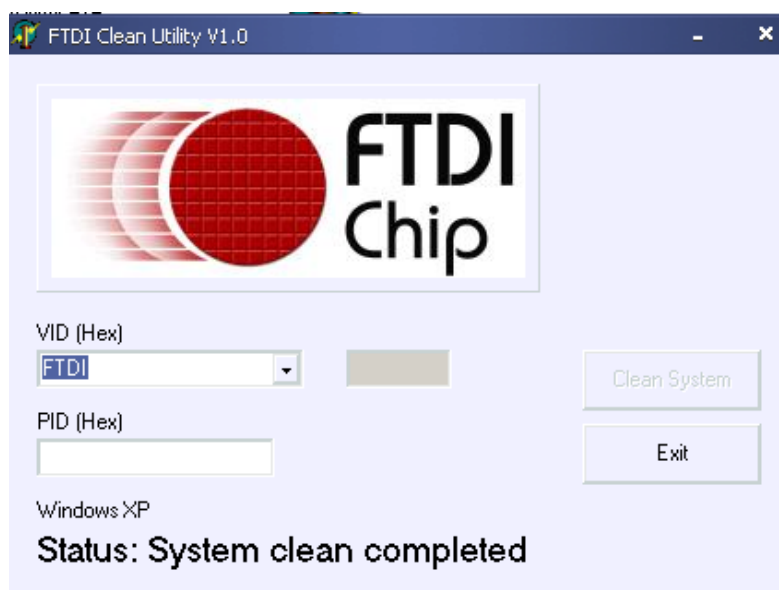 FTDI Clean Utility V1.0
FTDI
Chip
VID (Hex)
FTDI
Clean System
PID (Hex)
Exit
Windows XP
Status: System clean completed